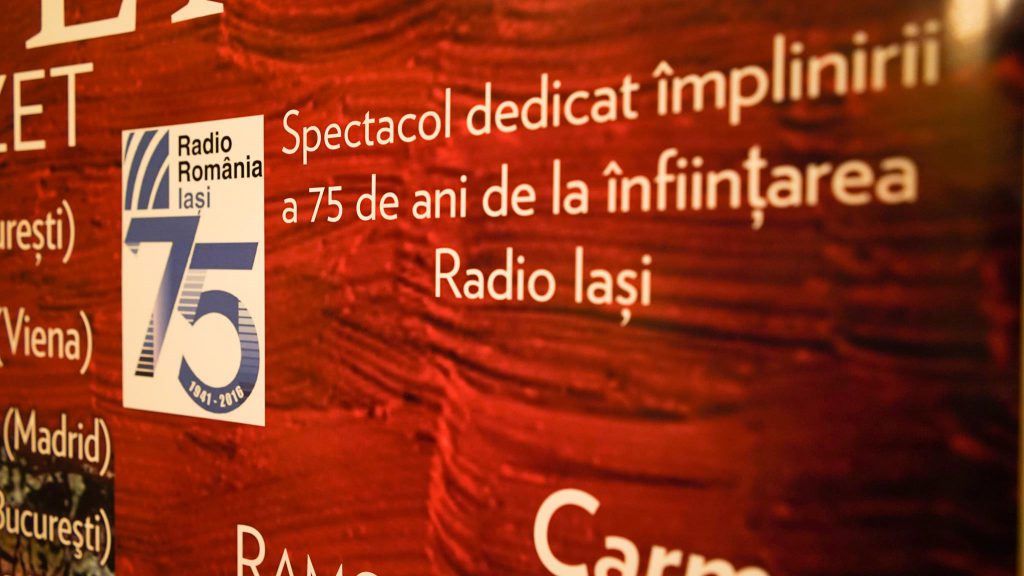 ZET
Radio
România
Iași
75
1941 - 2016
Spectacol dedicat împlinirii
a 75 de ani de la înființarea
Radio Iași
(Viena)
(Madrid)
București)